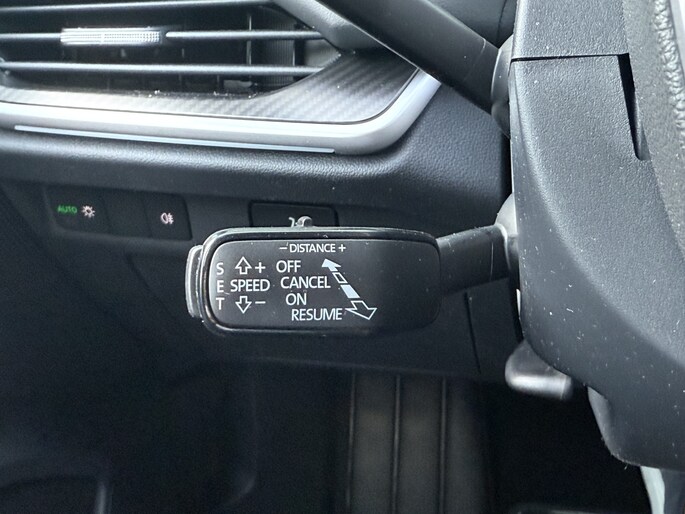 AUTO
− DISTANCE +
S + OFF
E SPEED CANCEL
T − ON
RESUME